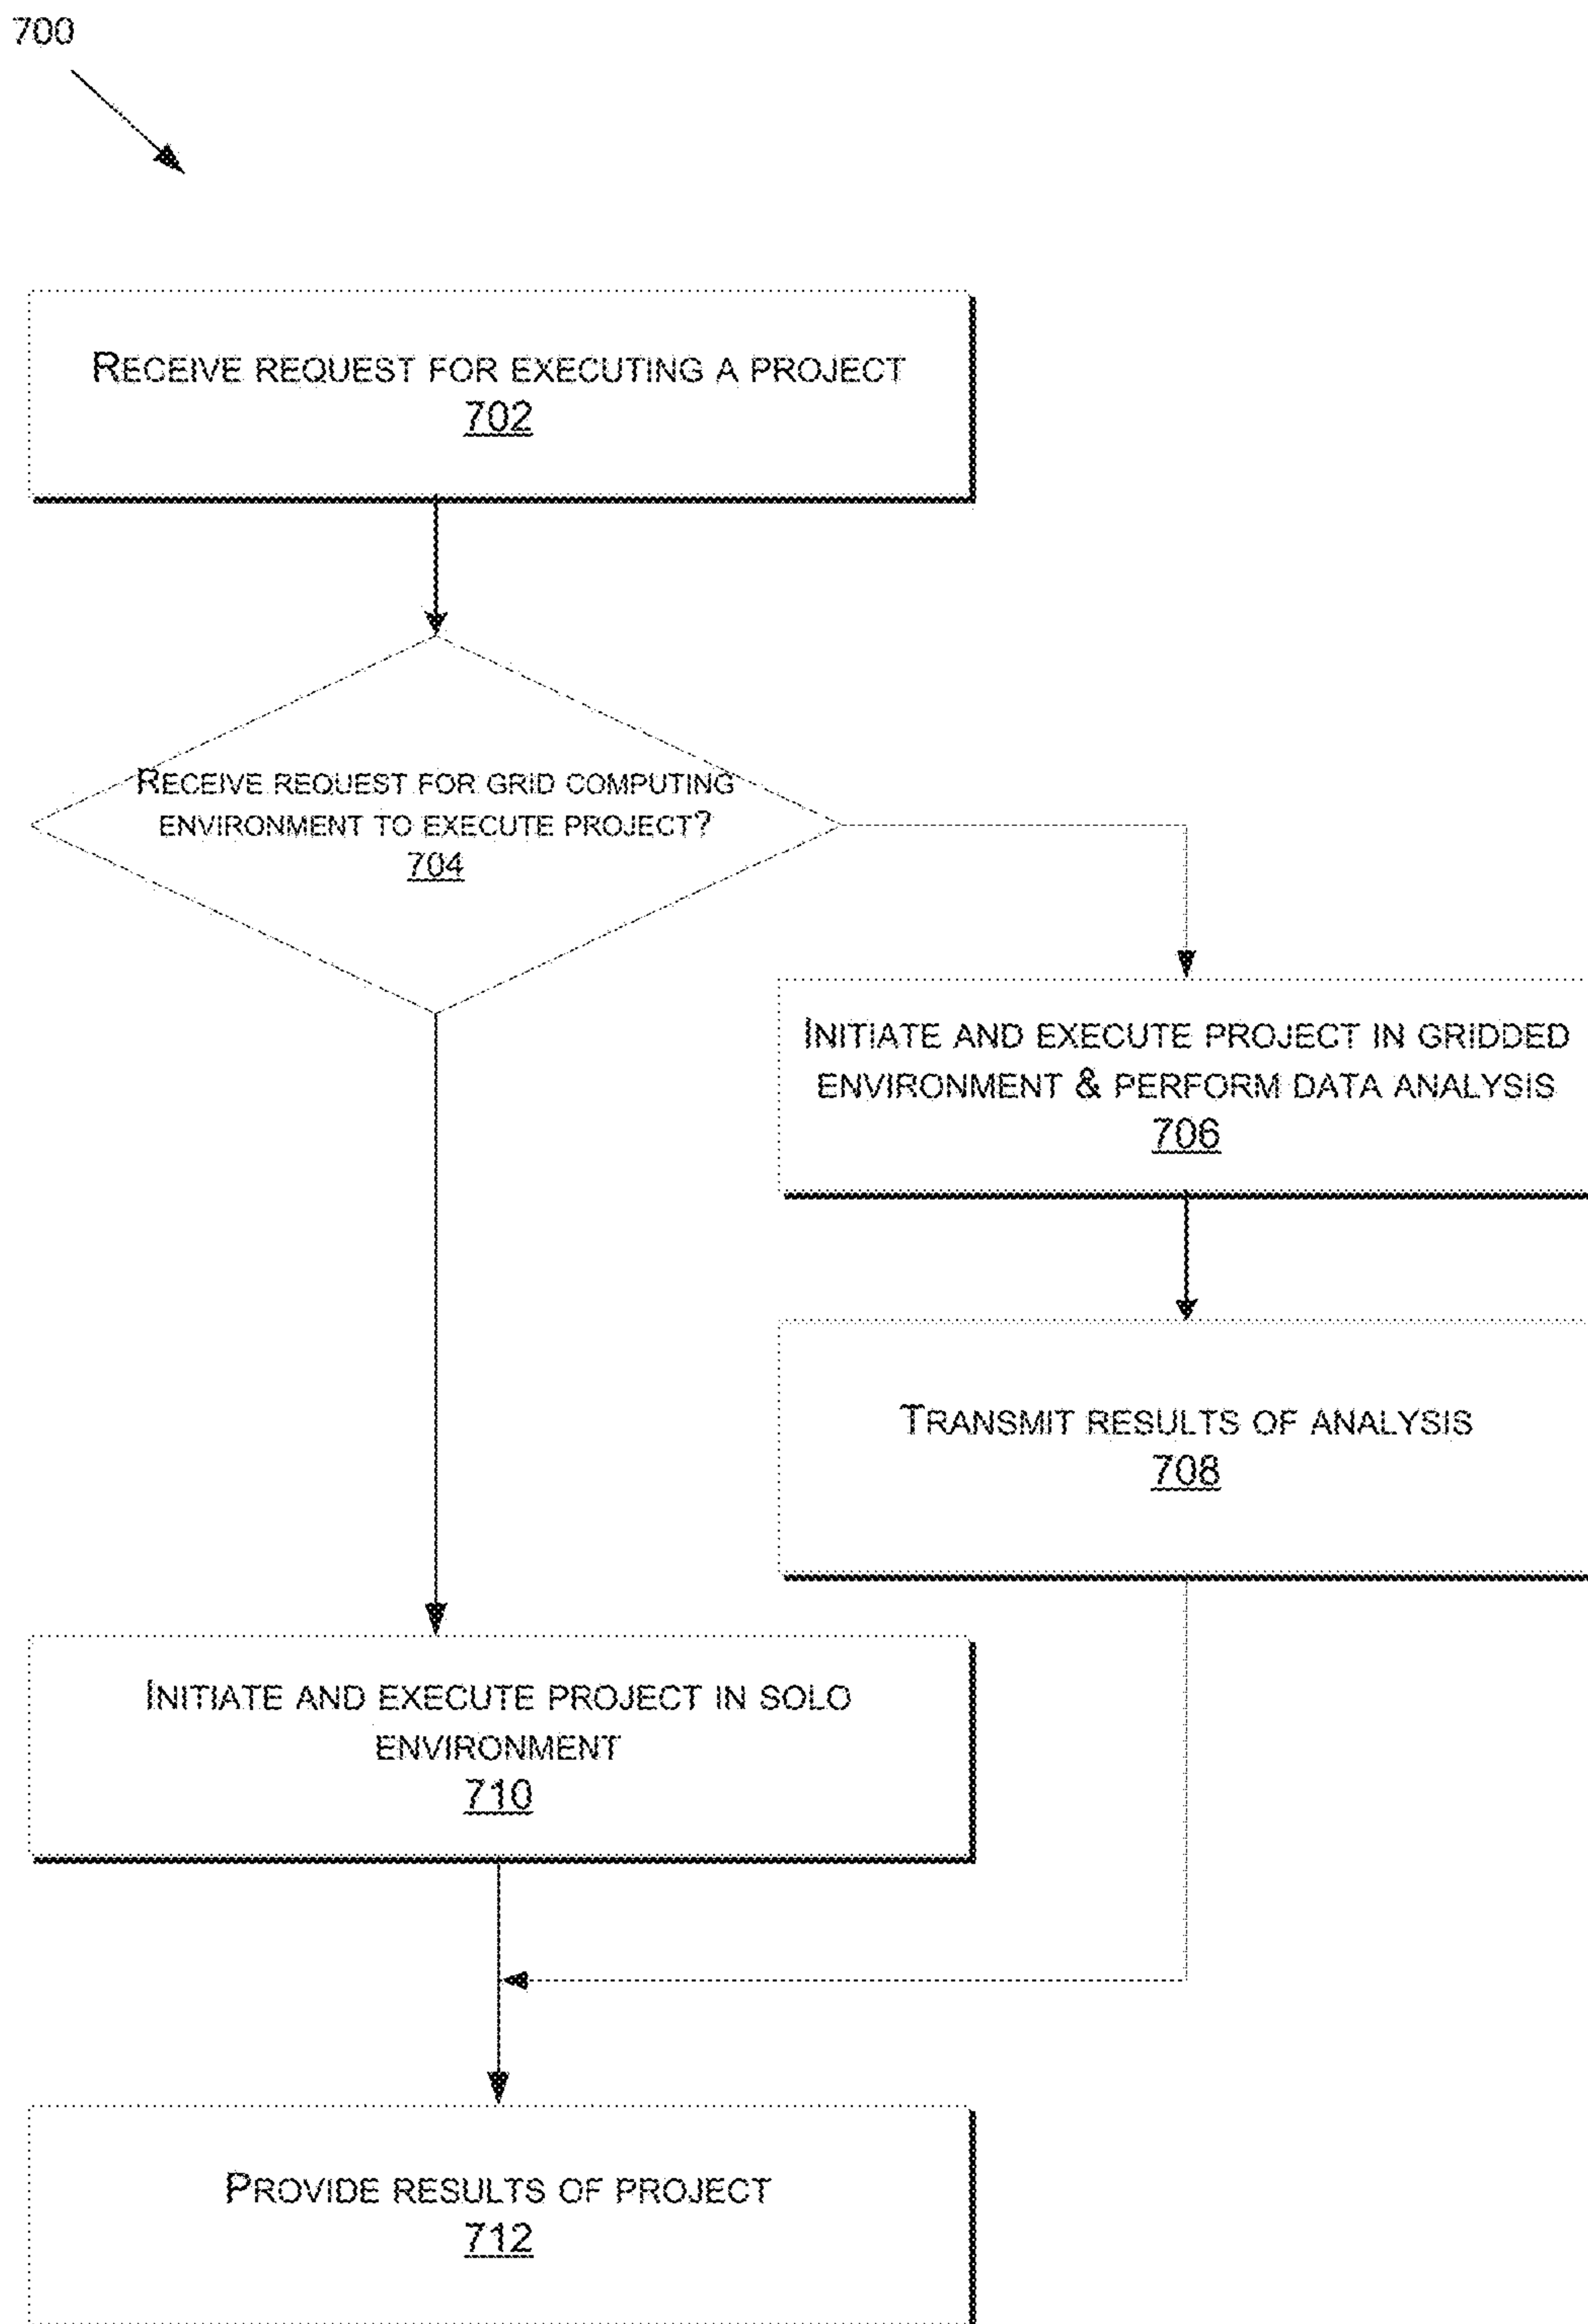 700
RECEIVE REQUEST FOR EXECUTING A PROJECT
702
RECEIVE REQUEST FOR GRID COMPUTING
ENVIRONMENT TO EXECUTE PROJECT?
704
INITIATE AND EXECUTE PROJECT IN GRIDDED
ENVIRONMENT & PERFORM DATA ANALYSIS
706
TRANSMIT RESULTS OF ANALYSIS
708
INITIATE AND EXECUTE PROJECT IN SOLO
ENVIRONMENT
710
PROVIDE RESULTS OF PROJECT
712